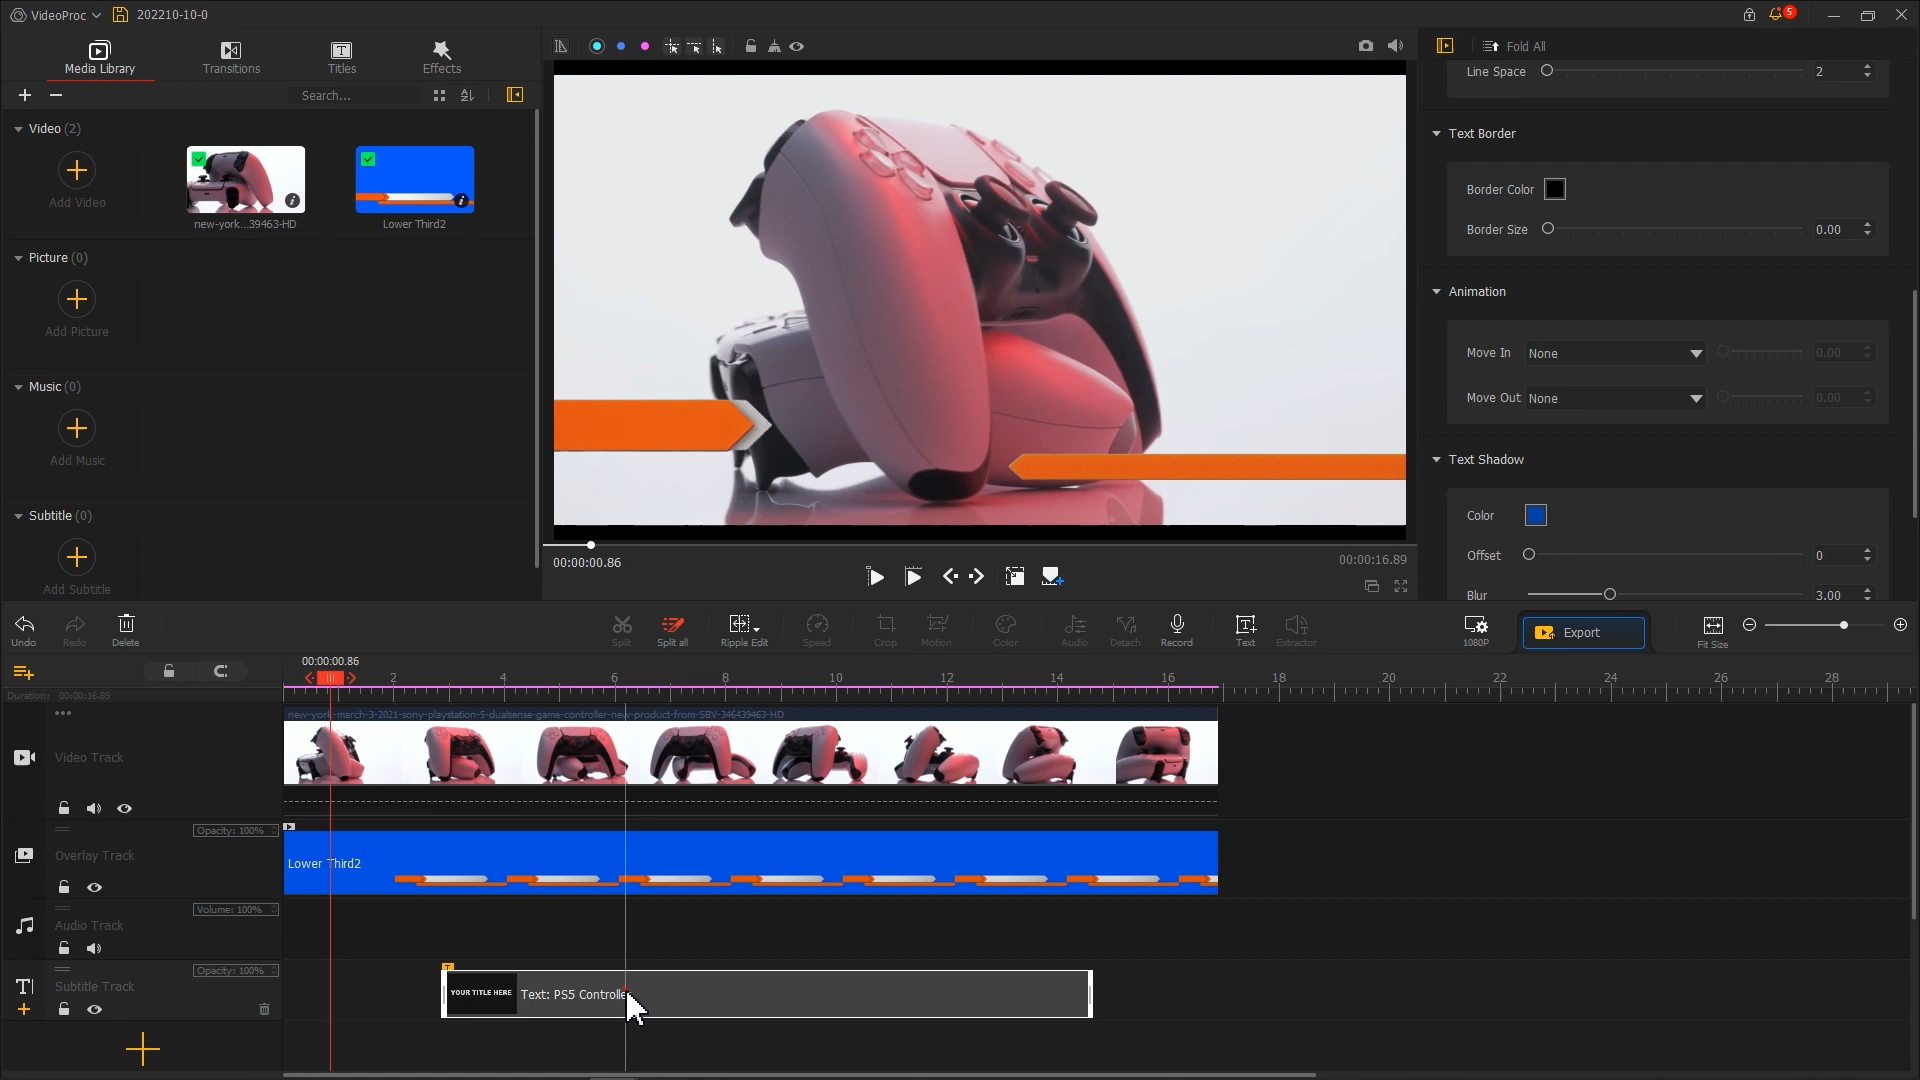 VideoProc
202210-10-0
5
Media Library
Transitions
Titles
Effects
Search...
Fold All
Line Space
2
Video (2)
Add Video
new-york...39463-HD
Lower Third2
Picture (0)
Add Picture
Music (0)
Add Music
Subtitle (0)
Add Subtitle
00:00:00.86
00:00:16.89
Text Border
Border Color
Border Size
0.00
Animation
Move In
None
0.00
Move Out
None
0.00
Text Shadow
Color
Offset
0
Blur
3.00
Undo
Redo
Delete
Split
Split all
Ripple Edit
Speed
Crop
Motion
Color
Audio
Detach
Record
Text
Extractor
1080P
Export
Fit Size
00:00:00.86
2
4
6
8
10
12
14
16
18
20
22
24
26
28
Duration: 00:00:16.89
new-york-march-3-2021-sony-playstation-5-dualsense-game-controller-new-product-from-SBV-346439463-HD
Video Track
Opacity: 100%
Overlay Track
Lower Third2
Volume: 100%
Audio Track
Opacity: 100%
Subtitle Track
YOUR TITLE HERE
Text: PS5 Controlle